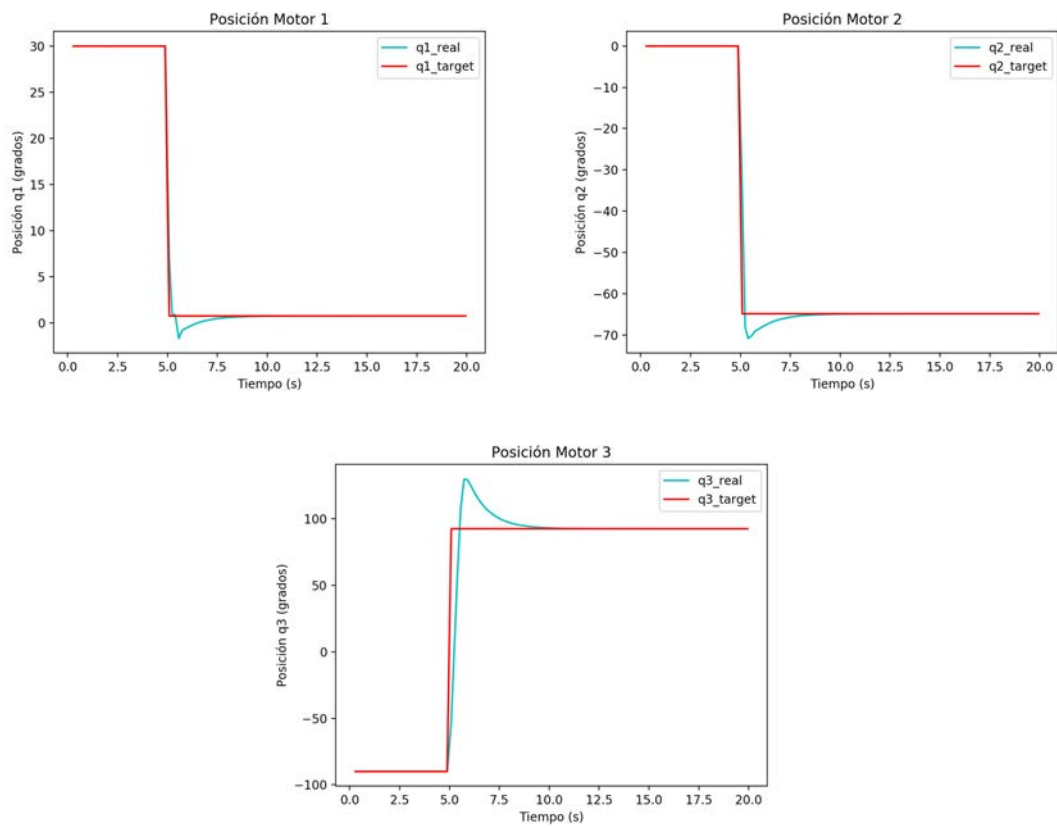 Posición Motor 1
q1_real
q1_target
Posición q1 (grados)
30
25
20
15
10
5
0
0.0 2.5 5.0 7.5 10.0 12.5 15.0 17.5 20.0
Tiempo (s)
Posición Motor 2
q2_real
q2_target
Posición q2 (grados)
0
−10
−20
−30
−40
−50
−60
−70
0.0 2.5 5.0 7.5 10.0 12.5 15.0 17.5 20.0
Tiempo (s)
Posición Motor 3
q3_real
q3_target
Posición q3 (grados)
100
50
0
−50
−100
0.0 2.5 5.0 7.5 10.0 12.5 15.0 17.5 20.0
Tiempo (s)